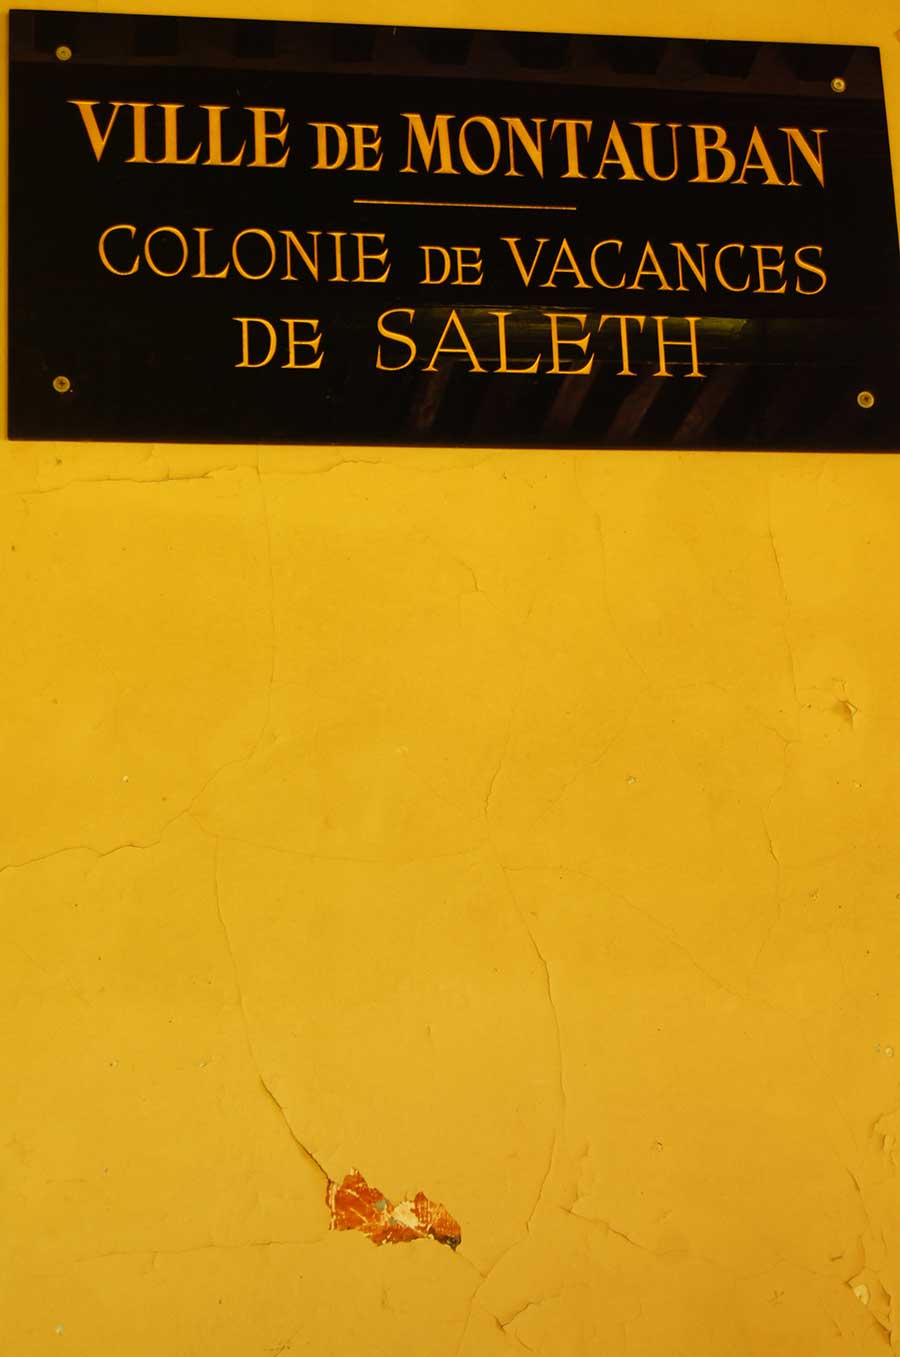 VILLE DE MONTAUBAN
COLONIE DE VACANCES
DE SALETH